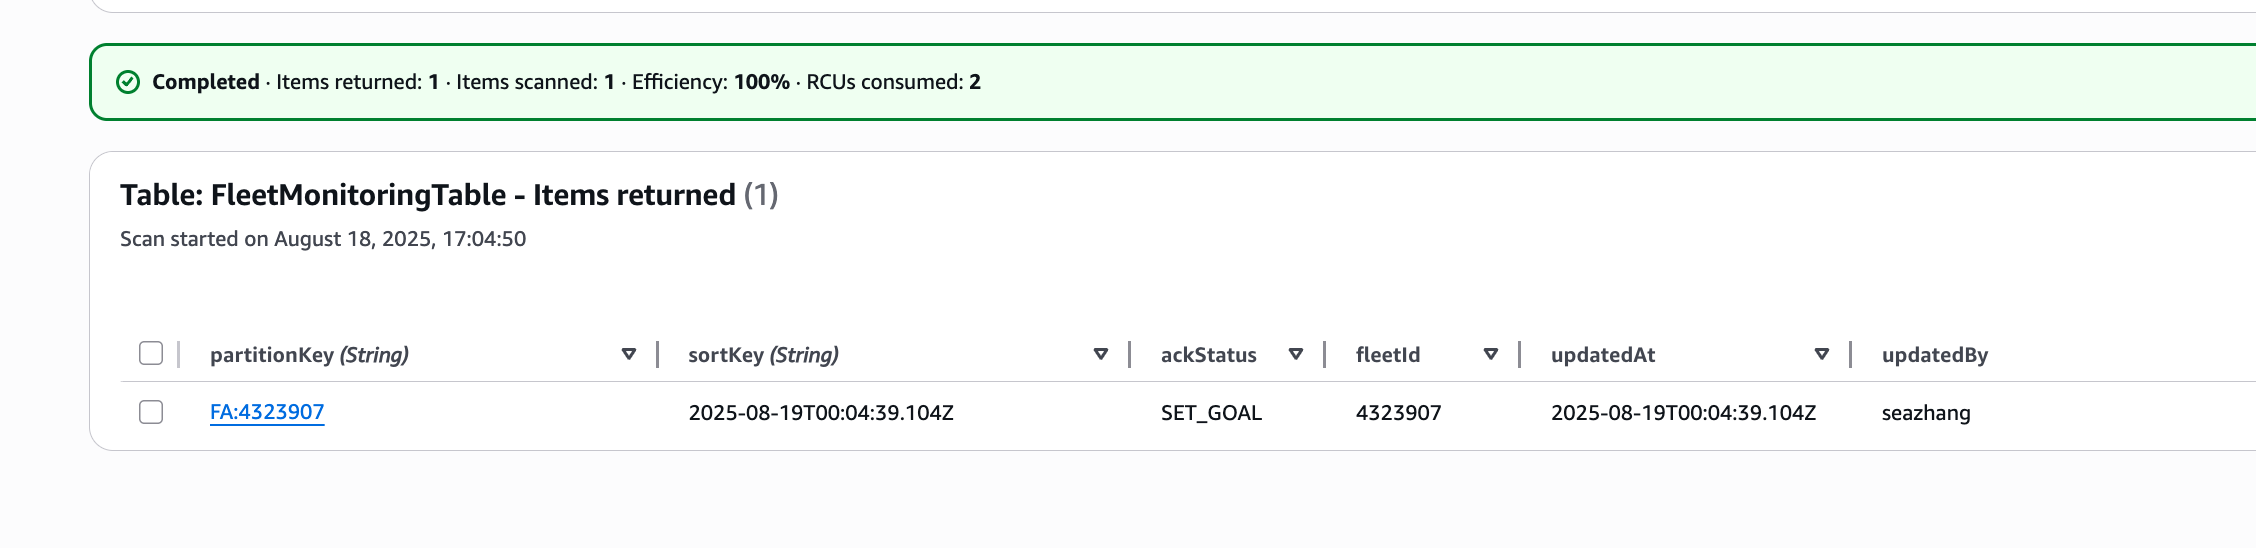 Completed · Items returned: 1 · Items scanned: 1 · Efficiency: 100% · RCUs consumed: 2
Table: FleetMonitoringTable - Items returned (1)
Scan started on August 18, 2025, 17:04:50
partitionKey (String) sortKey (String) ackStatus fleetId updatedAt updatedBy
FA:4323907 2025-08-19T00:04:39.104Z SET_GOAL 4323907 2025-08-19T00:04:39.104Z seazhang